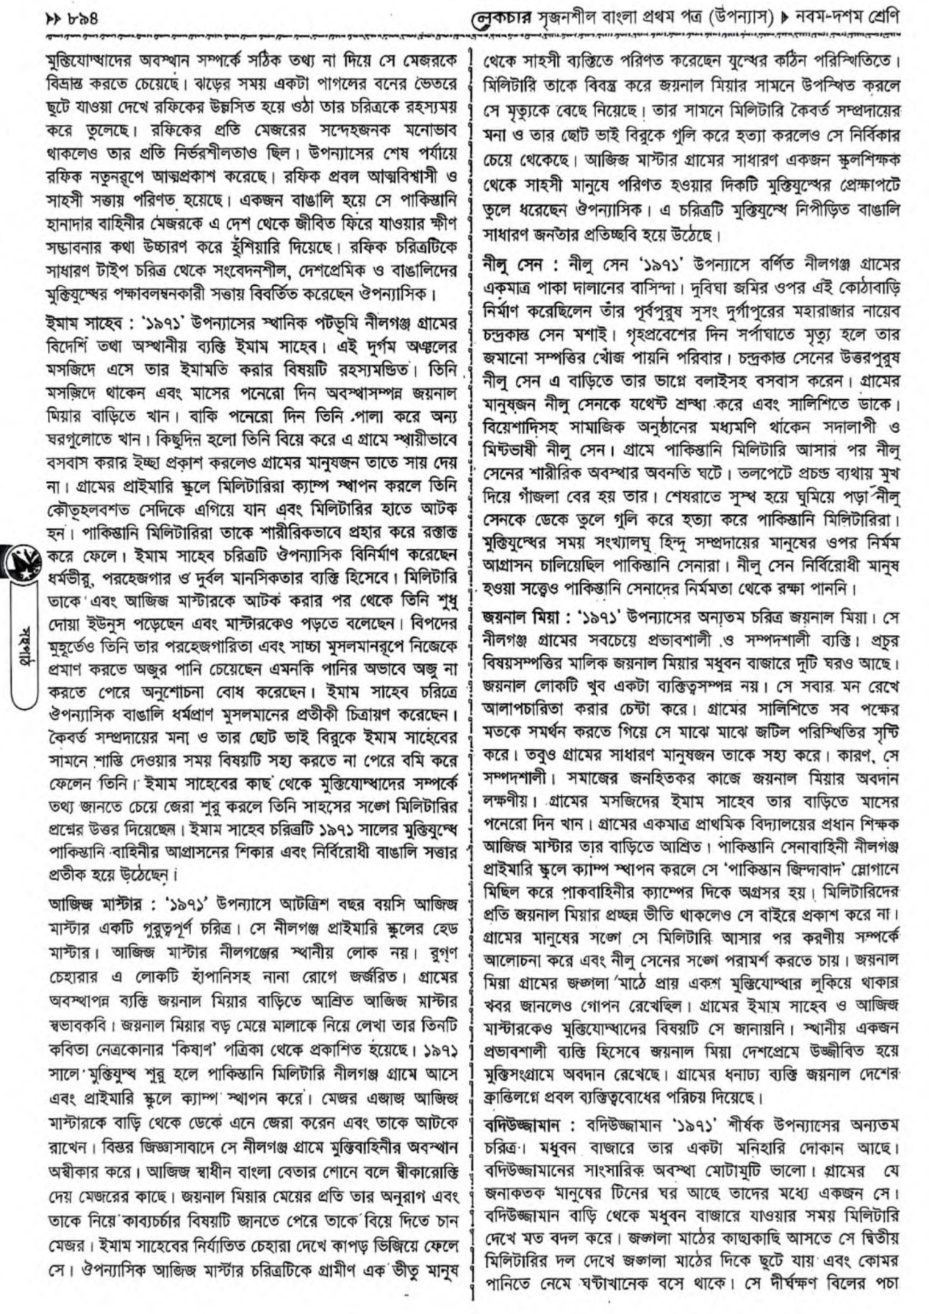 ▶▶ ৮৯৪
লেকচার সৃজনশীল বাংলা প্রথম পত্র (উপন্যাস) ▶ নবম-দশম শ্রেণি
মুক্তিযোদ্ধাদের অবস্থান সম্পর্কে সঠিক তথ্য না দিয়ে সে মেজরকে
বিভ্রান্ত করতে চেয়েছে। ঝড়ের সময় একটা পাগলের বনের ভেতরে
ছুটে যাওয়া দেখে রফিকের উল্লসিত হয়ে ওঠা তার চরিত্রকে রহস্যময়
করে তুলেছে। রফিকের প্রতি মেজরের সন্দেহজনক মনোভাব
থাকলেও তার প্রতি নির্ভরশীলতাও ছিল। উপন্যাসের শেষ পর্যায়ে
রফিক নতুনরূপে আত্মপ্রকাশ করেছে। রফিক প্রবল আত্মবিশ্বাসী ও
সাহসী সত্তায় পরিণত হয়েছে। একজন বাঙালি হয়ে সে পাকিস্তানি
হানাদার বাহিনীর মেজরকে এ দেশ থেকে জীবিত ফিরে যাওয়ার ক্ষীণ
সম্ভাবনার কথা উচ্চারণ করে হুঁশিয়ারি দিয়েছে। রফিক চরিত্রটিকে
সাধারণ টাইপ চরিত্র থেকে সংবেদনশীল, দেশপ্রেমিক ও বাঙালিদের
মুক্তিযুদ্ধের পক্ষাবলম্বনকারী সত্তায় বিবর্তিত করেছেন ঔপন্যাসিক।
ইমাম সাহেব : '১৯৭১' উপন্যাসের স্থানিক পটভূমি নীলগঞ্জ গ্রামের
বিদেশি তথা অস্থানীয় ব্যক্তি ইমাম সাহেব। এই দুর্গম অঞ্চলের
মসজিদে এসে তার ইমামতি করার বিষয়টি রহস্যমণ্ডিত। তিনি
মসজিদে থাকেন এবং মাসের পনেরো দিন অবস্থাসম্পন্ন জয়নাল
মিয়ার বাড়িতে খান। বাকি পনেরো দিন তিনি পালা করে অন্য
ঘরগুলোতে খান। কিছুদিন হলো তিনি বিয়ে করে এ গ্রামে স্থায়ীভাবে
বসবাস করার ইচ্ছা প্রকাশ করলেও গ্রামের মানুষজন তাতে সায় দেয়
না। গ্রামের প্রাইমারি স্কুলে মিলিটারিরা ক্যাম্প স্থাপন করলে তিনি
কৌতূহলবশত সেদিকে এগিয়ে যান এবং মিলিটারির হাতে আটক
হন। পাকিস্তানি মিলিটারিরা তাকে শারীরিকভাবে প্রহার করে রক্তাক্ত
করে ফেলে। ইমাম সাহেব চরিত্রটি ঔপন্যাসিক বিনির্মাণ করেছেন
ধর্মভীরু, পরহেজগার ও দুর্বল মানসিকতার ব্যক্তি হিসেবে। মিলিটারি
তাকে এবং আজিজ মাস্টারকে আটক করার পর থেকে তিনি শুধু
দোয়া ইউনুস পড়েছেন এবং মাস্টারকেও পড়তে বলেছেন। বিপদের
মুহূর্তেও তিনি তার পরহেজগারিতা এবং সাচ্চা মুসলমানরূপে নিজেকে
প্রমাণ করতে অজুর পানি চেয়েছেন এমনকি পানির অভাবে অজু না
করতে পেরে অনুশোচনা বোধ করেছেন। ইমাম সাহেব চরিত্রে
ঔপন্যাসিক বাঙালি ধর্মপ্রাণ মুসলমানের প্রতীকী চিত্রায়ণ করেছেন।
কৈবর্ত সম্প্রদায়ের মনা ও তার ছোট ভাই বিরুকে ইমাম সাহেবের
সামনে শাস্তি দেওয়ার সময় বিষয়টি সহ্য করতে না পেরে বমি করে
ফেলেন তিনি। ইমাম সাহেবের কাছ থেকে মুক্তিযোদ্ধাদের সম্পর্কে
তথ্য জানতে চেয়ে জেরা শুরু করলে তিনি সাহসের সঙ্গে মিলিটারির
প্রশ্নের উত্তর দিয়েছেন। ইমাম সাহেব চরিত্রটি ১৯৭১ সালের মুক্তিযুদ্ধে
পাকিস্তানি বাহিনীর আগ্রাসনের শিকার এবং নির্বিরোধী বাঙালি সত্তার
প্রতীক হয়ে উঠেছেন।
আজিজ মাস্টার : '১৯৭১' উপন্যাসে আটত্রিশ বছর বয়সি আজিজ
মাস্টার একটি গুরুত্বপূর্ণ চরিত্র। সে নীলগঞ্জ প্রাইমারি স্কুলের হেড
মাস্টার। আজিজ মাস্টার নীলগঞ্জের স্থানীয় লোক নয়। রুগ্‌ণ
চেহারার এ লোকটি হাঁপানিসহ নানা রোগে জর্জরিত। গ্রামের
অবস্থাপন্ন ব্যক্তি জয়নাল মিয়ার বাড়িতে আশ্রিত আজিজ মাস্টার
স্বভাবকবি। জয়নাল মিয়ার বড় মেয়ে মালাকে নিয়ে লেখা তার তিনটি
কবিতা নেত্রকোনার 'কিষাণ' পত্রিকা থেকে প্রকাশিত হয়েছে। ১৯৭১
সালে মুক্তিযুদ্ধ শুরু হলে পাকিস্তানি মিলিটারি নীলগঞ্জ গ্রামে আসে
এবং প্রাইমারি স্কুলে ক্যাম্প স্থাপন করে। মেজর এজাজ আজিজ
মাস্টারকে বাড়ি থেকে ডেকে এনে জেরা করেন এবং তাকে আটকে
রাখেন। বিস্তর জিজ্ঞাসাবাদে সে নীলগঞ্জ গ্রামে মুক্তিবাহিনীর অবস্থান
অস্বীকার করে। আজিজ স্বাধীন বাংলা বেতার শোনে বলে স্বীকারোক্তি
দেয় মেজরের কাছে। জয়নাল মিয়ার মেয়ের প্রতি তার অনুরাগ এবং
তাকে নিয়ে কাব্যচর্চার বিষয়টি জানতে পেরে তাকে বিয়ে দিতে চান
মেজর। ইমাম সাহেবের নির্যাতিত চেহারা দেখে কাপড় ভিজিয়ে ফেলে
সে। ঔপন্যাসিক আজিজ মাস্টার চরিত্রটিকে গ্রামীণ এক ভীতু মানুষ
থেকে সাহসী ব্যক্তিতে পরিণত করেছেন যুদ্ধের কঠিন পরিস্থিতিতে।
মিলিটারি তাকে বিবস্ত্র করে জয়নাল মিয়ার সামনে উপস্থিত করলে
সে মৃত্যুকে বেছে নিয়েছে। তার সামনে মিলিটারি কৈবর্ত সম্প্রদায়ের
মনা ও তার ছোট ভাই বিরুকে গুলি করে হত্যা করলেও সে নির্বিকার
চেয়ে থেকেছে। আজিজ মাস্টার গ্রামের সাধারণ একজন স্কুলশিক্ষক
থেকে সাহসী মানুষে পরিণত হওয়ার দিকটি মুক্তিযুদ্ধের প্রেক্ষাপটে
তুলে ধরেছেন ঔপন্যাসিক। এ চরিত্রটি মুক্তিযুদ্ধে নিপীড়িত বাঙালি
সাধারণ জনতার প্রতিচ্ছবি হয়ে উঠেছে।
নীলু সেন : নীলু সেন '১৯৭১' উপন্যাসে বর্ণিত নীলগঞ্জ গ্রামের
একমাত্র পাকা দালানের বাসিন্দা। দুবিঘা জমির ওপর এই কোঠাবাড়ি
নির্মাণ করেছিলেন তাঁর পূর্বপুরুষ সুসং দুর্গাপুরের মহারাজার নায়েব
চন্দ্রকান্ত সেন মশাই। গৃহপ্রবেশের দিন সর্পাঘাতে মৃত্যু হলে তার
জমানো সম্পত্তির খোঁজ পায়নি পরিবার। চন্দ্রকান্ত সেনের উত্তরপুরুষ
নীলু সেন এ বাড়িতে তার ভাগ্নে বলাইসহ বসবাস করেন। গ্রামের
মানুষজন নীলু সেনকে যথেষ্ট শ্রদ্ধা করে এবং সালিশিতে ডাকে।
বিয়েশাদিসহ সামাজিক অনুষ্ঠানের মধ্যমণি থাকেন সদালাপী ও
মিষ্টভাষী নীলু সেন। গ্রামে পাকিস্তানি মিলিটারি আসার পর নীলু
সেনের শারীরিক অবস্থার অবনতি ঘটে। তলপেটে প্রচণ্ড ব্যথায় মুখ
দিয়ে গাঁজলা বের হয় তার। শেষরাতে সুস্থ হয়ে ঘুমিয়ে পড়া নীলু
সেনকে ডেকে তুলে গুলি করে হত্যা করে পাকিস্তানি মিলিটারিরা।
মুক্তিযুদ্ধের সময় সংখ্যালঘু হিন্দু সম্প্রদায়ের মানুষের ওপর নির্মম
আগ্রাসন চালিয়েছিল পাকিস্তানি সেনারা। নীলু সেন নির্বিরোধী মানুষ
হওয়া সত্ত্বেও পাকিস্তানি সেনাদের নির্মমতা থেকে রক্ষা পাননি।
জয়নাল মিয়া : '১৯৭১' উপন্যাসের অন্যতম চরিত্র জয়নাল মিয়া। সে
নীলগঞ্জ গ্রামের সবচেয়ে প্রভাবশালী ও সম্পদশালী ব্যক্তি। প্রচুর
বিষয়সম্পত্তির মালিক জয়নাল মিয়ার মধুবন বাজারে দুটি ঘরও আছে।
জয়নাল লোকটি খুব একটা ব্যক্তিত্বসম্পন্ন নয়। সে সবার মন রেখে
আলাপচারিতা করার চেষ্টা করে। গ্রামের সালিশিতে সব পক্ষের
মতকে সমর্থন করতে গিয়ে সে মাঝে মাঝে জটিল পরিস্থিতির সৃষ্টি
করে। তবুও গ্রামের সাধারণ মানুষজন তাকে সহ্য করে। কারণ, সে
সম্পদশালী। সমাজের জনহিতকর কাজে জয়নাল মিয়ার অবদান
লক্ষণীয়। গ্রামের মসজিদের ইমাম সাহেব তার বাড়িতে মাসের
পনেরো দিন খান। গ্রামের একমাত্র প্রাথমিক বিদ্যালয়ের প্রধান শিক্ষক
আজিজ মাস্টার তার বাড়িতে আশ্রিত। পাকিস্তানি সেনাবাহিনী নীলগঞ্জ
প্রাইমারি স্কুলে ক্যাম্প স্থাপন করলে সে 'পাকিস্তান জিন্দাবাদ' স্লোগানে
মিছিল করে পাকবাহিনীর ক্যাম্পের দিকে অগ্রসর হয়। মিলিটারিদের
প্রতি জয়নাল মিয়ার প্রচ্ছন্ন ভীতি থাকলেও সে বাইরে প্রকাশ করে না।
গ্রামের মানুষের সঙ্গে সে মিলিটারি আসার পর করণীয় সম্পর্কে
আলোচনা করে এবং নীলু সেনের সঙ্গে পরামর্শ করতে চায়। জয়নাল
মিয়া গ্রামের জঙ্গলা মাঠে প্রায় একশ মুক্তিযোদ্ধার লুকিয়ে থাকার
খবর জানলেও গোপন রেখেছিল। গ্রামের ইমাম সাহেব ও আজিজ
মাস্টারকেও মুক্তিযোদ্ধাদের বিষয়টি সে জানায়নি। স্থানীয় একজন
প্রভাবশালী ব্যক্তি হিসেবে জয়নাল মিয়া দেশপ্রেমে উজ্জীবিত হয়ে
মুক্তিসংগ্রামে অবদান রেখেছে। গ্রামের ধনাঢ্য ব্যক্তি জয়নাল দেশের
ক্রান্তিলগ্নে প্রবল ব্যক্তিত্ববোধের পরিচয় দিয়েছে।
বদিউজ্জামান : বদিউজ্জামান '১৯৭১' শীর্ষক উপন্যাসের অন্যতম
চরিত্র। মধুবন বাজারে তার একটা মনিহারি দোকান আছে।
বদিউজ্জামানের সাংসারিক অবস্থা মোটামুটি ভালো। গ্রামের যে
জনাকতক মানুষের টিনের ঘর আছে তাদের মধ্যে একজন সে।
বদিউজ্জামান বাড়ি থেকে মধুবন বাজারে যাওয়ার সময় মিলিটারি
দেখে মত বদল করে। জঙ্গলা মাঠের কাছাকাছি আসতে সে দ্বিতীয়
মিলিটারির দল দেখে জঙ্গলা মাঠের দিকে ছুটে যায় এবং কোমর
পানিতে নেমে ঘণ্টাখানেক বসে থাকে। সে দীর্ঘক্ষণ বিলের পচা
সহপাঠ